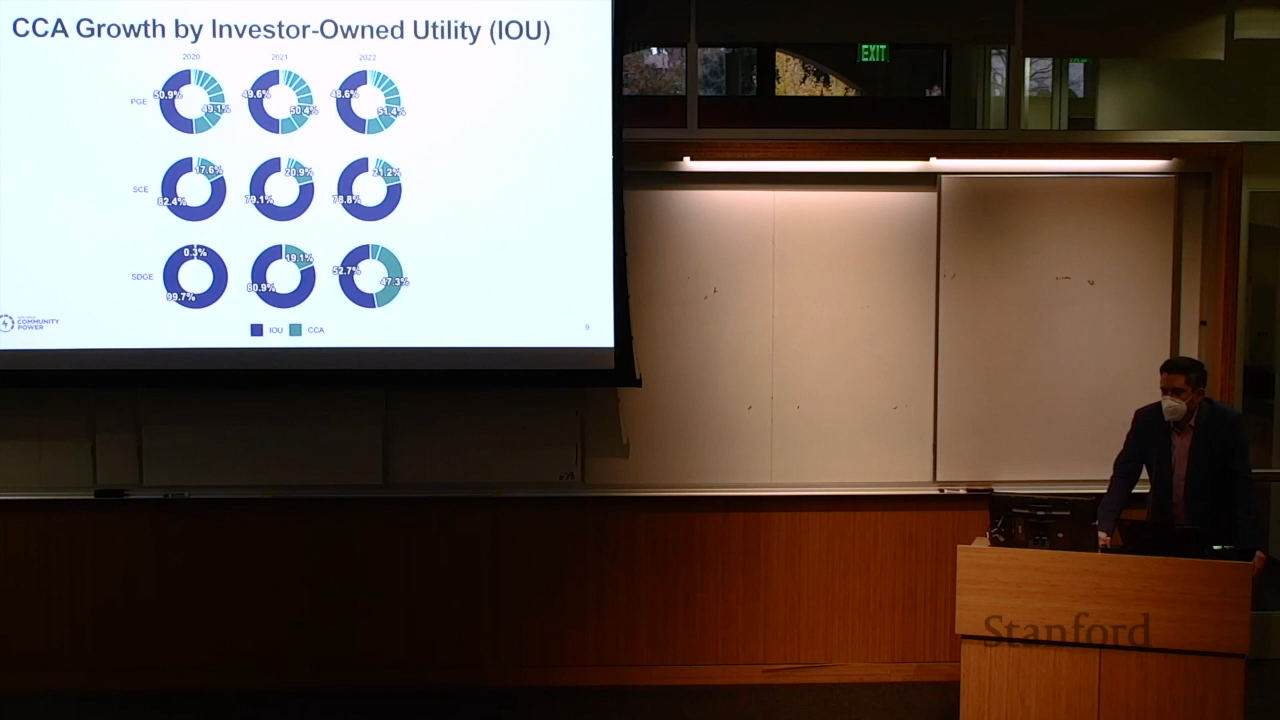 CCA Growth by Investor-Owned Utility (IOU)
2020 2021 2022
PGE 50.9% 49.1% 49.6% 50.4% 48.6% 51.4%
SCE 82.4% 17.6% 79.1% 20.9% 78.8% 21.2%
SDGE 99.7% 0.3% 80.9% 19.1% 52.7% 47.3%
IOU CCA
COMMUNITY
POWER
9
EXIT
Stanford